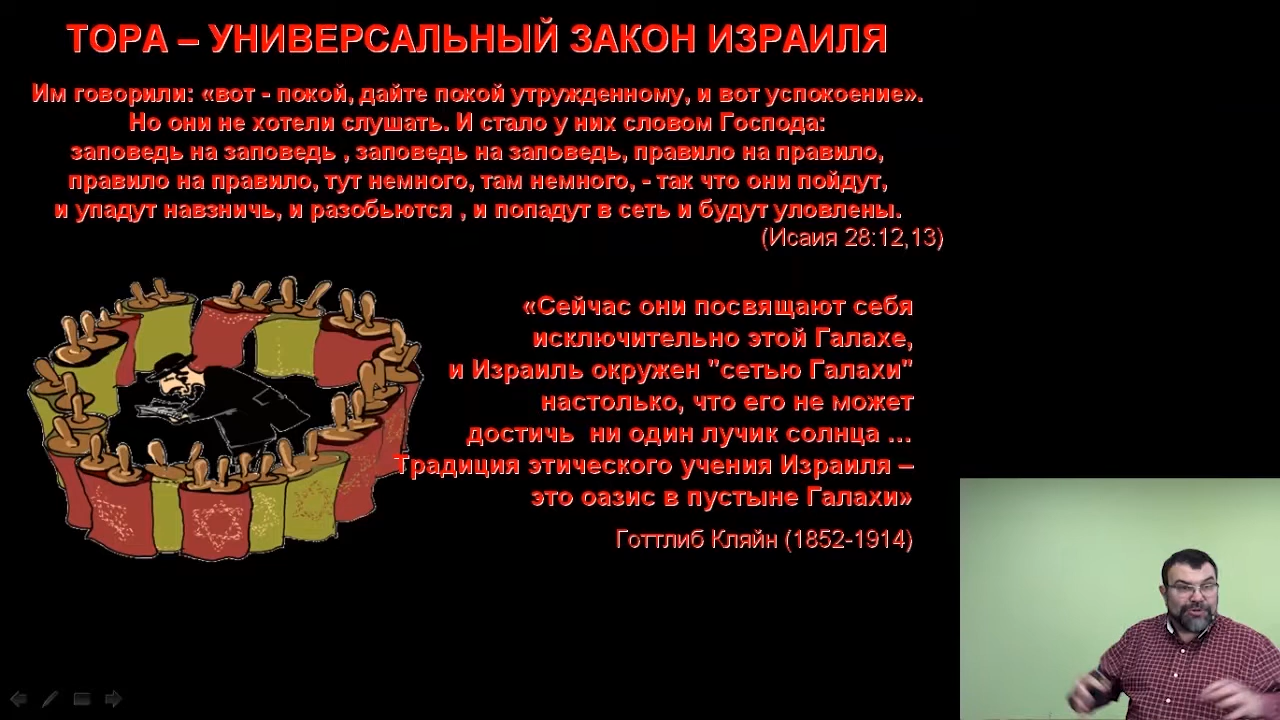 ТОРА – УНИВЕРСАЛЬНЫЙ ЗАКОН ИЗРАИЛЯ
Им говорили: «вот - покой, дайте покой утружденному, и вот успокоение».
Но они не хотели слушать. И стало у них словом Господа:
заповедь на заповедь , заповедь на заповедь, правило на правило,
правило на правило, тут немного, там немного, - так что они пойдут,
и упадут навзничь, и разобьются , и попадут в сеть и будут уловлены.
(Исаия 28:12,13)
«Сейчас они посвящают себя
исключительно этой Галахе,
и Израиль окружен "сетью Галахи"
настолько, что его не может
достичь  ни один лучик солнца ...
Традиция этического учения Израиля –
это оазис в пустыне Галахи»
Готтлиб Кляйн (1852-1914)